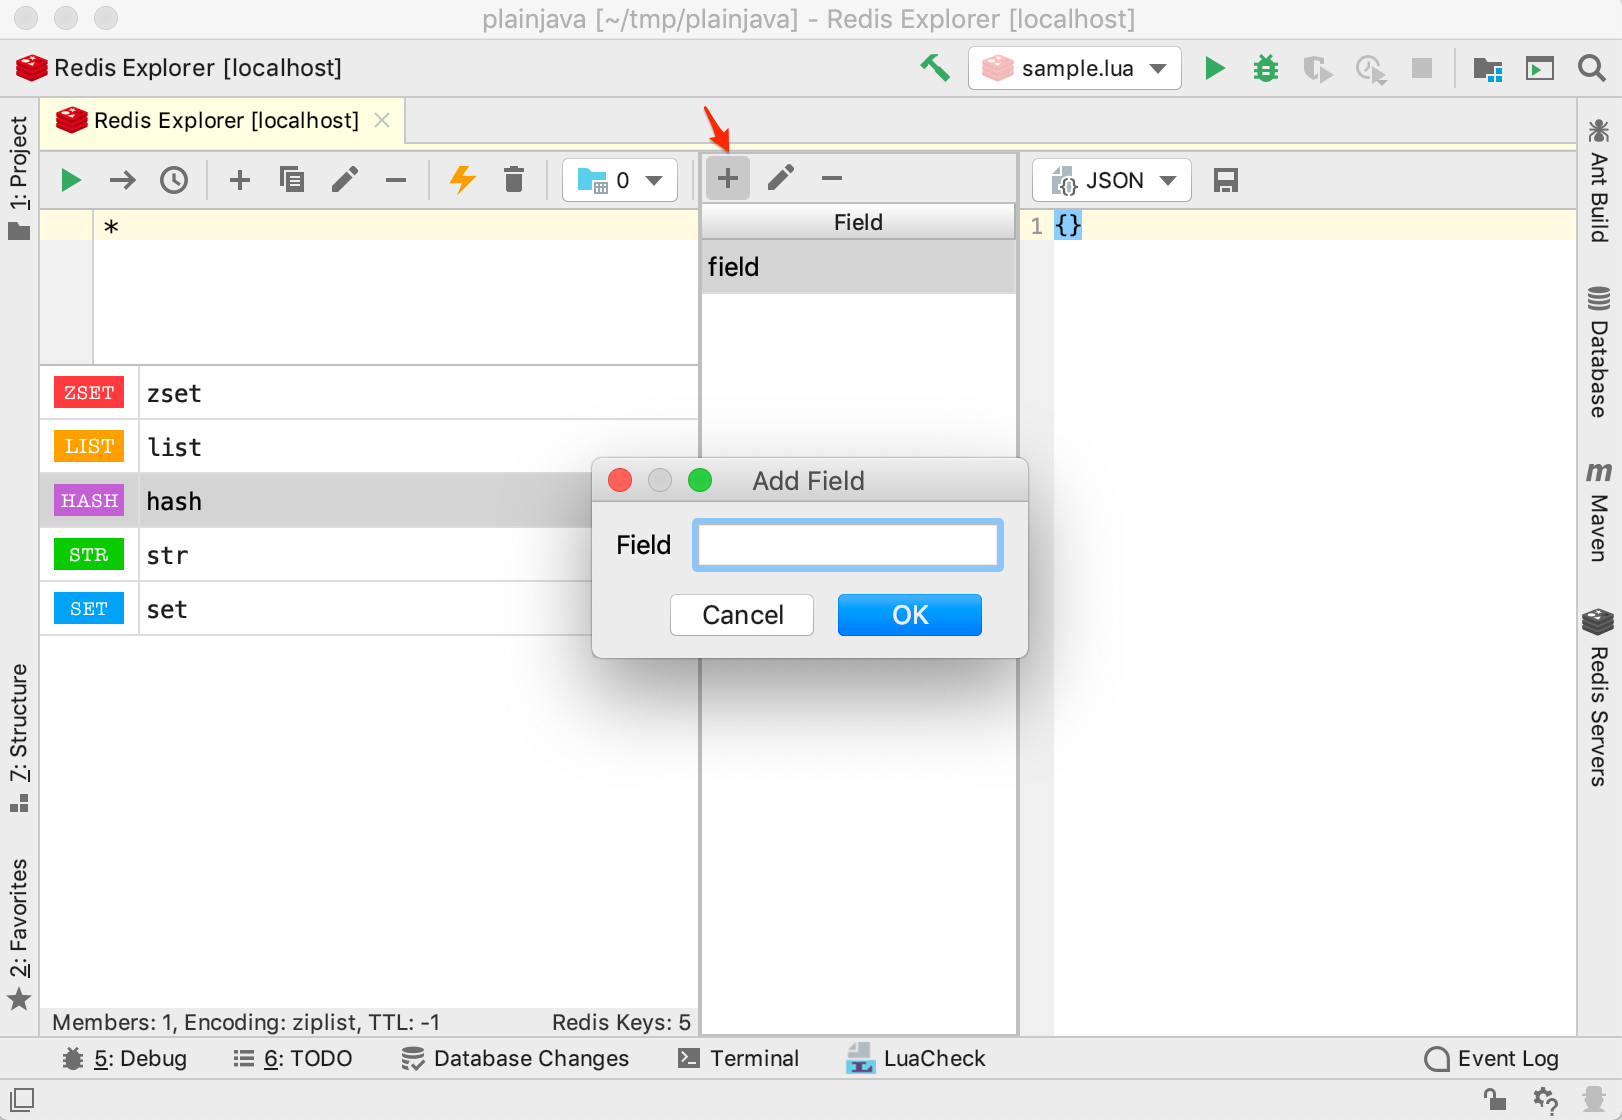 plainjava [~/tmp/plainjava] - Redis Explorer [localhost]
Redis Explorer [localhost]
sample.lua
Redis Explorer [localhost]
0
JSON
*
Field
field
1 {}
ZSET zset
LIST list
HASH hash
STR str
SET set
Add Field
Field
Cancel
OK
Members: 1, Encoding: ziplist, TTL: -1
Redis Keys: 5
1: Project
7: Structure
2: Favorites
Ant Build
Database
m
Maven
Redis Servers
5: Debug
6: TODO
Database Changes
Terminal
LuaCheck
Event Log